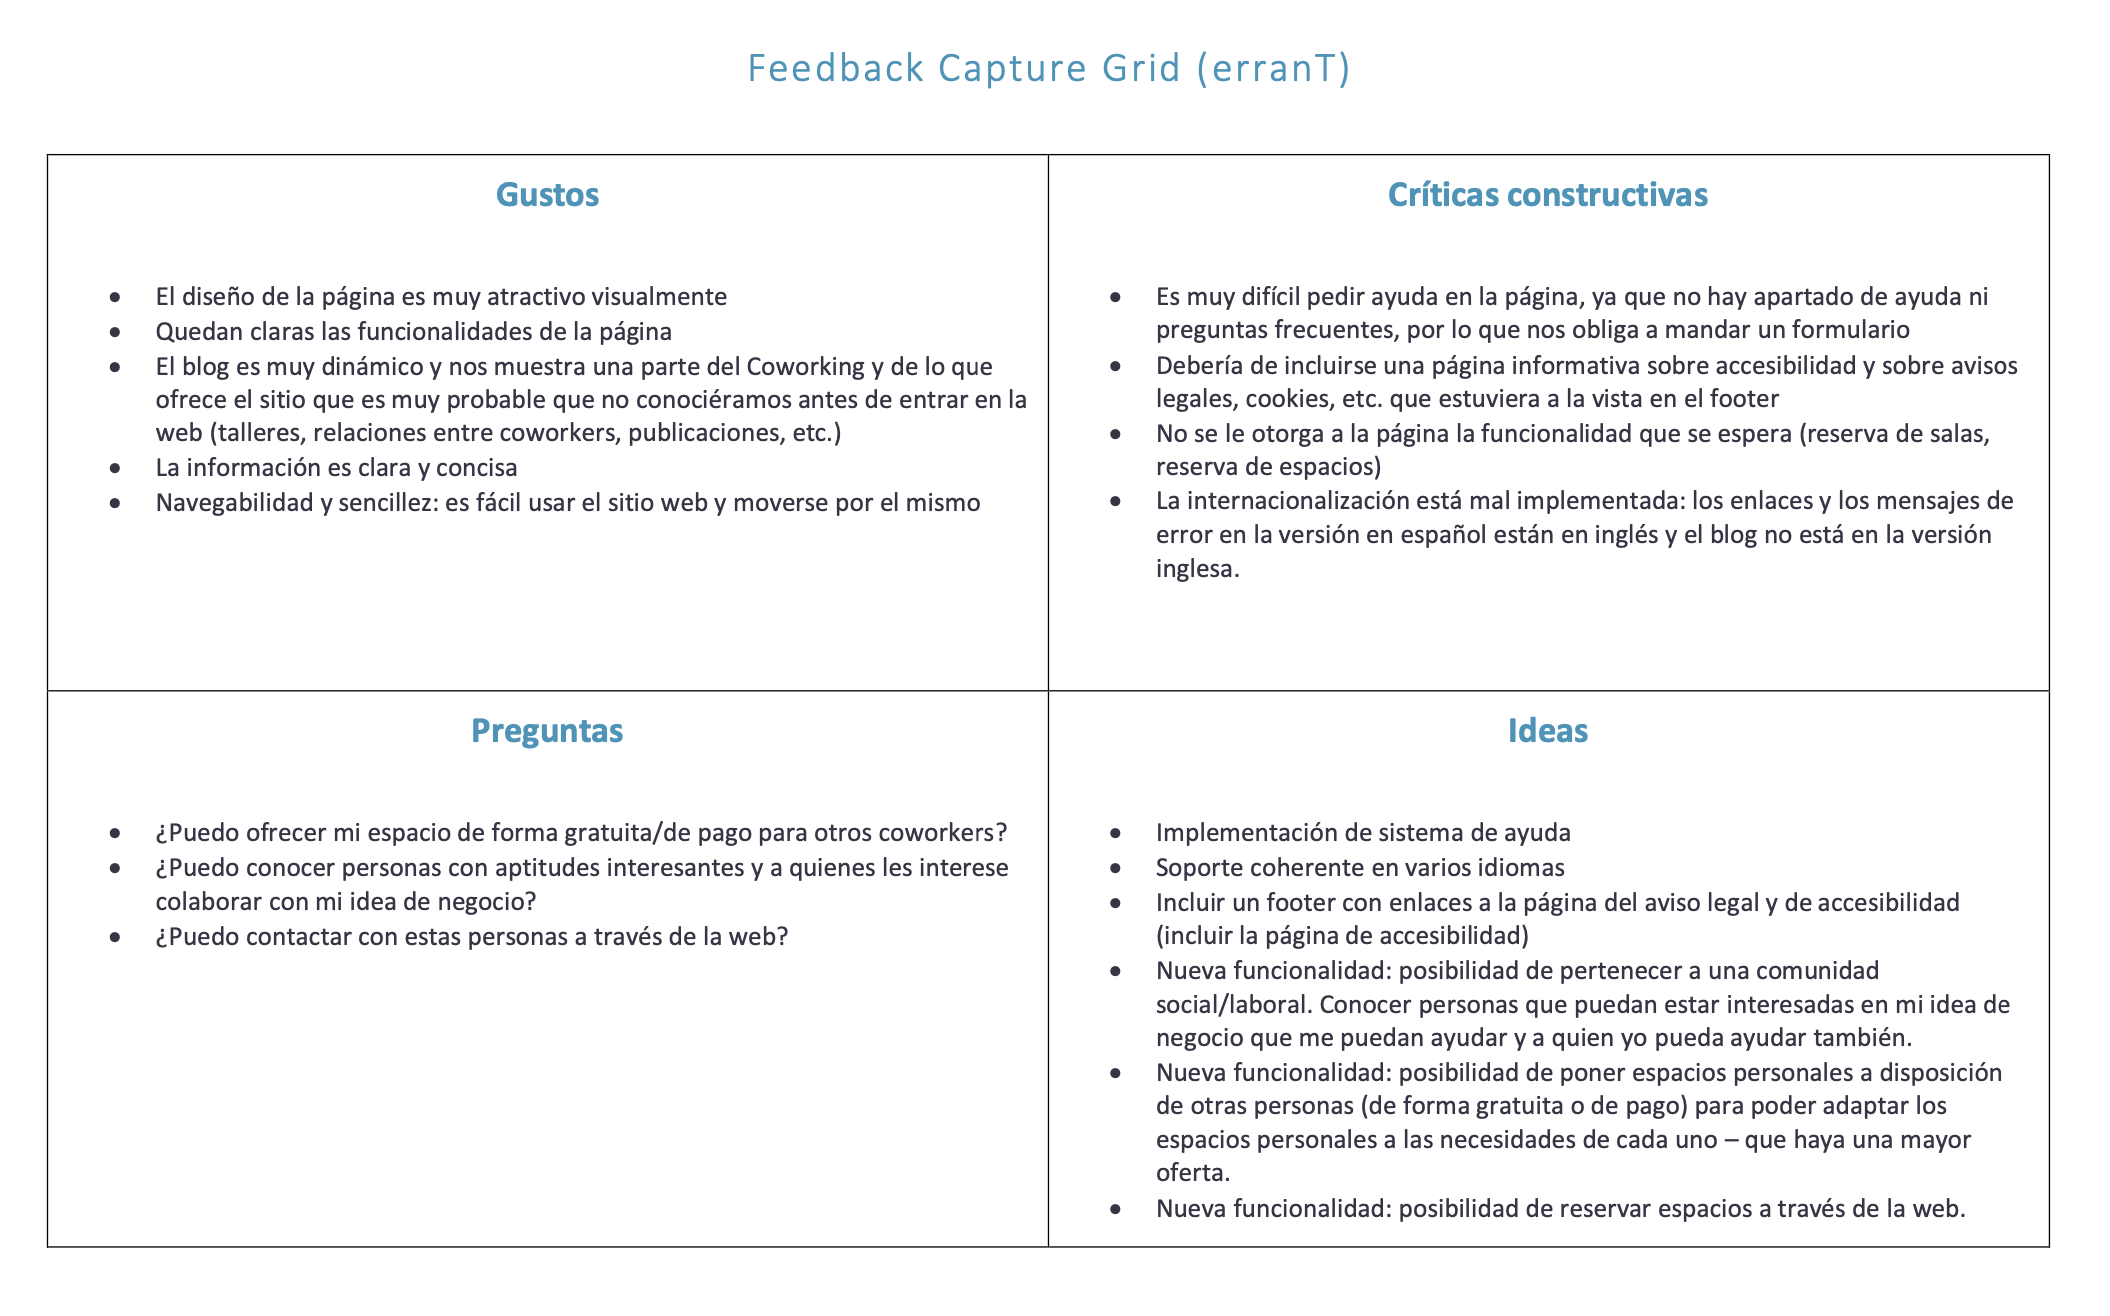 Feedback Capture Grid (erranT)
Gustos
• El diseño de la página es muy atractivo visualmente
• Quedan claras las funcionalidades de la página
• El blog es muy dinámico y nos muestra una parte del Coworking y de lo que
ofrece el sitio que es muy probable que no conociéramos antes de entrar en la
web (talleres, relaciones entre coworkers, publicaciones, etc.)
• La información es clara y concisa
• Navegabilidad y sencillez: es fácil usar el sitio web y moverse por el mismo
Críticas constructivas
• Es muy difícil pedir ayuda en la página, ya que no hay apartado de ayuda ni
preguntas frecuentes, por lo que nos obliga a mandar un formulario
• Debería de incluirse una página informativa sobre accesibilidad y sobre avisos
legales, cookies, etc. que estuviera a la vista en el footer
• No se le otorga a la página la funcionalidad que se espera (reserva de salas,
reserva de espacios)
• La internacionalización está mal implementada: los enlaces y los mensajes de
error en la versión en español están en inglés y el blog no está en la versión
inglesa.
Preguntas
• ¿Puedo ofrecer mi espacio de forma gratuita/de pago para otros coworkers?
• ¿Puedo conocer personas con aptitudes interesantes y a quienes les interese
colaborar con mi idea de negocio?
• ¿Puedo contactar con estas personas a través de la web?
Ideas
• Implementación de sistema de ayuda
• Soporte coherente en varios idiomas
• Incluir un footer con enlaces a la página del aviso legal y de accesibilidad
(incluir la página de accesibilidad)
• Nueva funcionalidad: posibilidad de pertenecer a una comunidad
social/laboral. Conocer personas que puedan estar interesadas en mi idea de
negocio que me puedan ayudar y a quien yo pueda ayudar también.
• Nueva funcionalidad: posibilidad de poner espacios personales a disposición
de otras personas (de forma gratuita o de pago) para poder adaptar los
espacios personales a las necesidades de cada uno – que haya una mayor
oferta.
• Nueva funcionalidad: posibilidad de reservar espacios a través de la web.